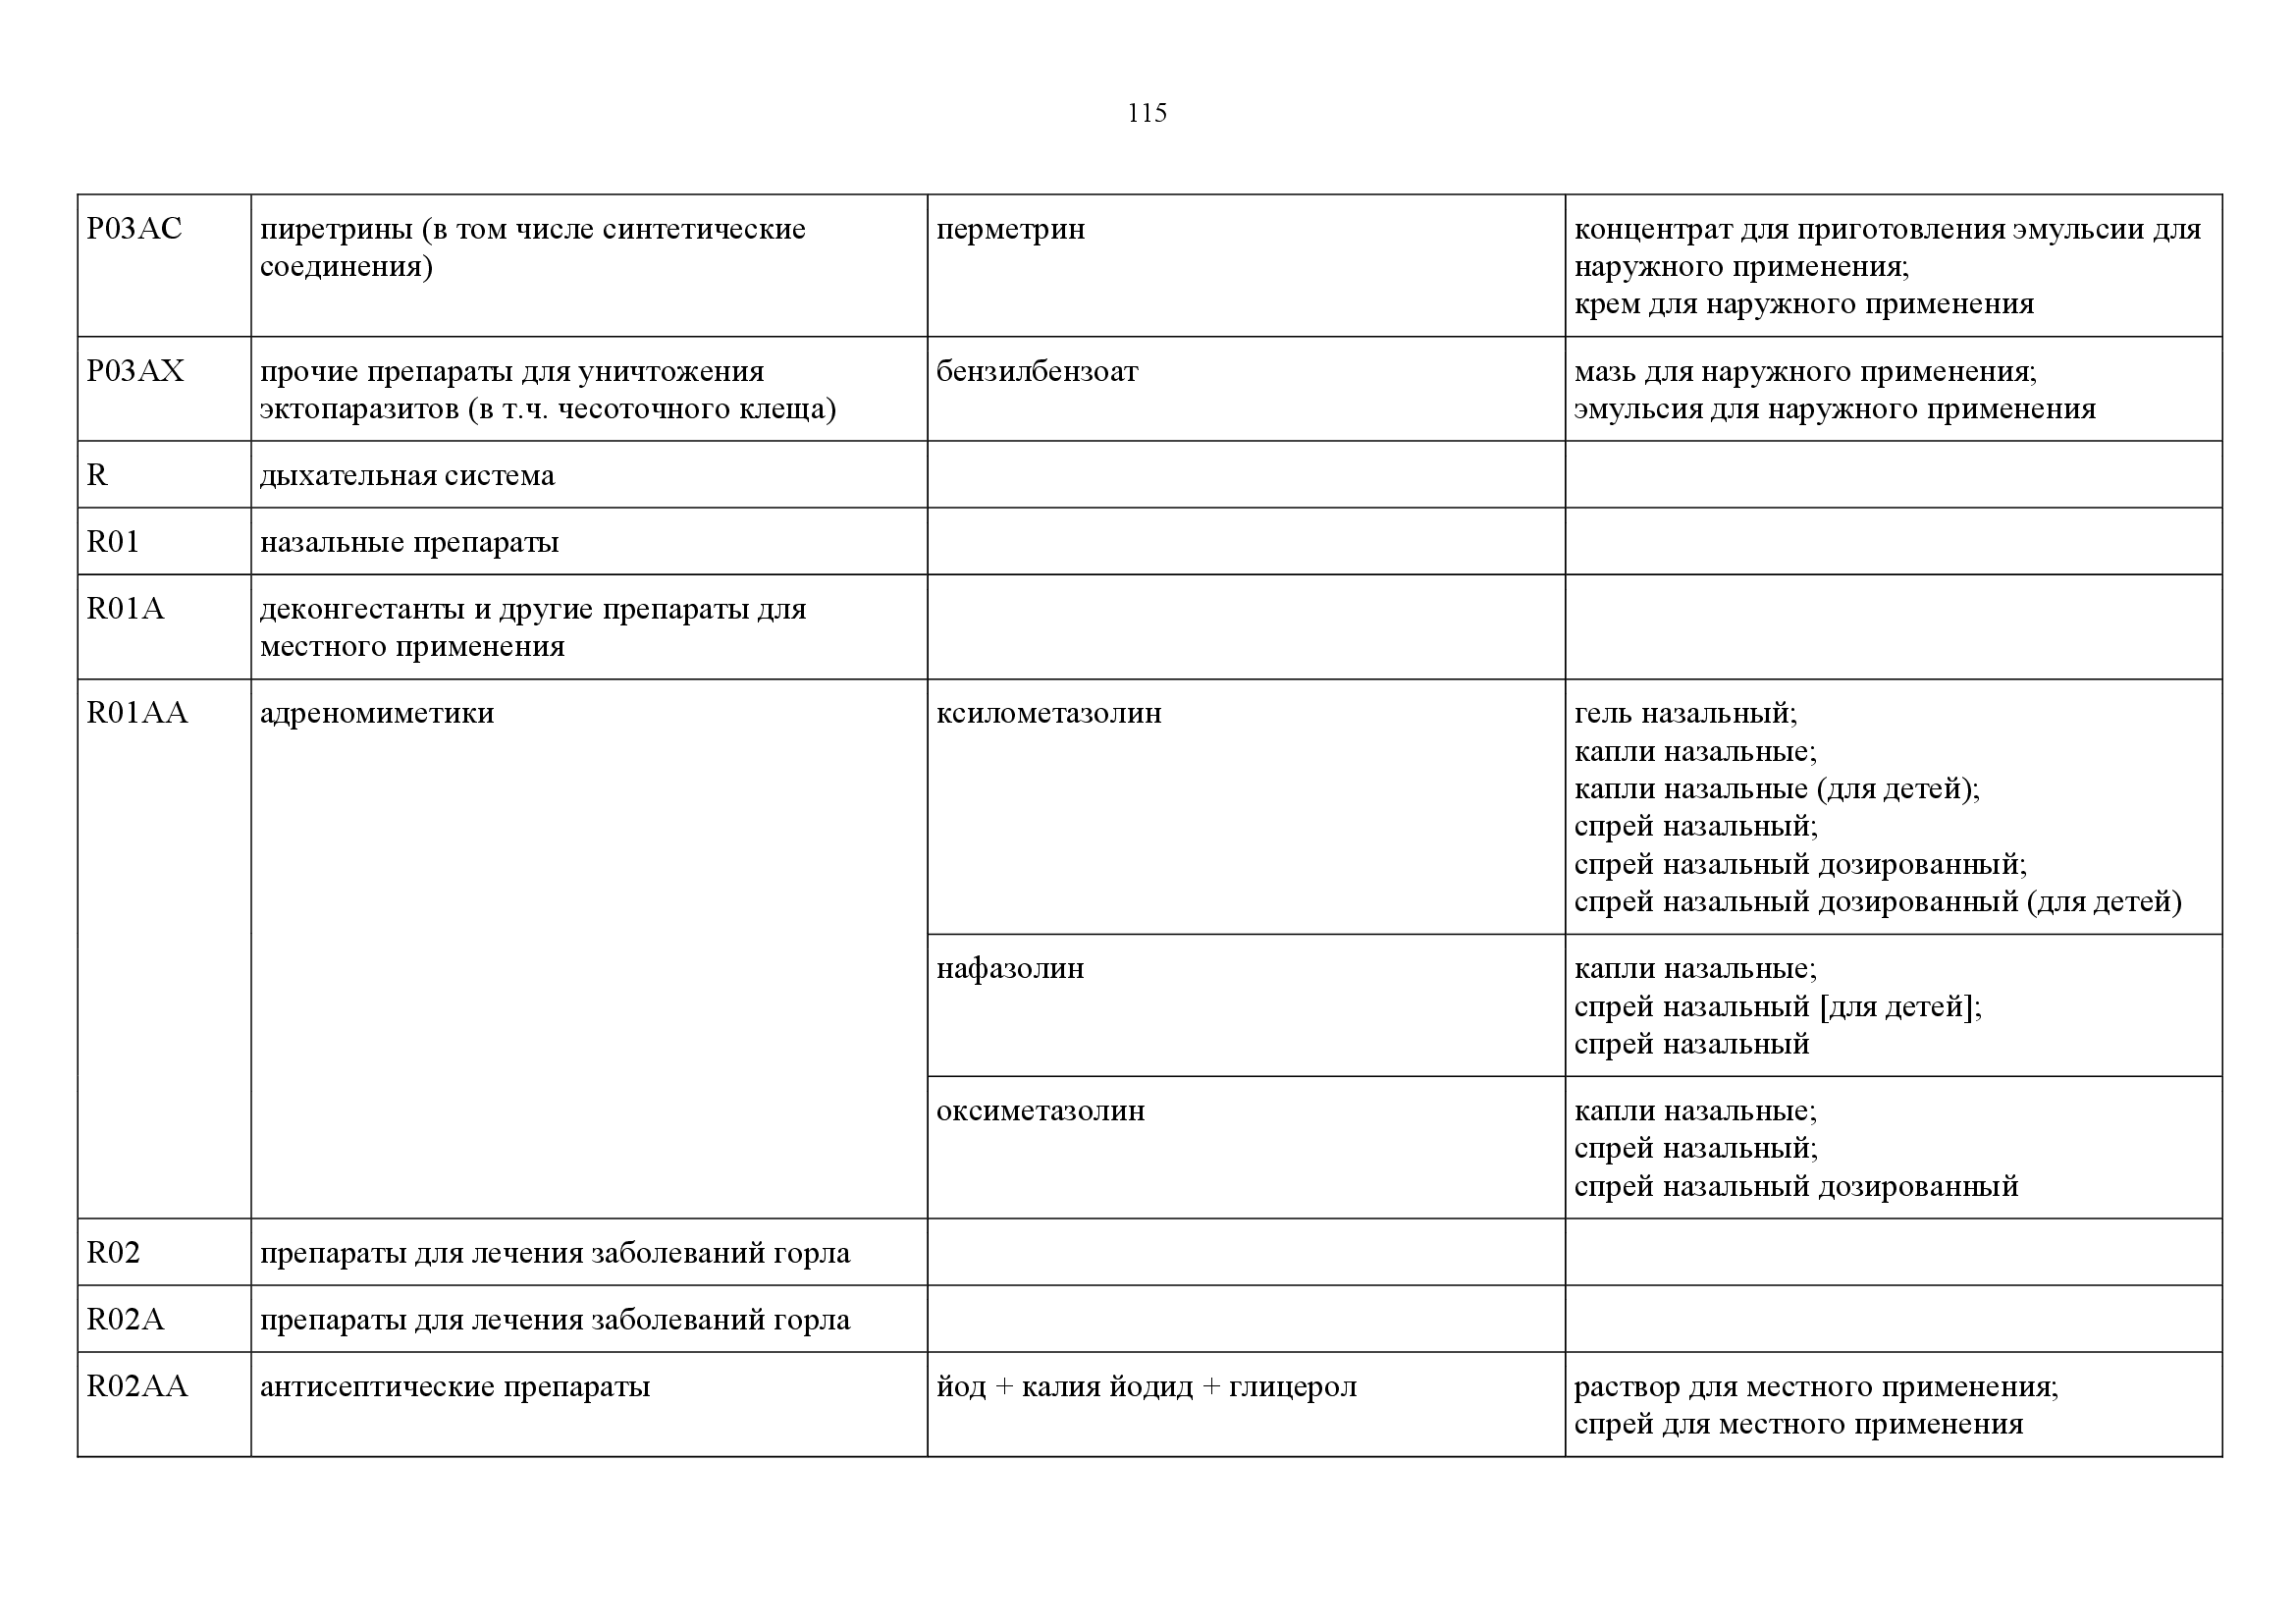 115
P03AC
пиретрины (в том числе синтетические
соединения)
перметрин
концентрат для приготовления эмульсии для
наружного применения;
крем для наружного применения
P03AX
прочие препараты для уничтожения
эктопаразитов (в т.ч. чесоточного клеща)
бензилбензоат
мазь для наружного применения;
эмульсия для наружного применения
R
дыхательная система
R01
назальные препараты
R01A
деконгестанты и другие препараты для
местного применения
R01AA
адреномиметики
ксилометазолин
гель назальный;
капли назальные;
капли назальные (для детей);
спрей назальный;
спрей назальный дозированный;
спрей назальный дозированный (для детей)
нафазолин
капли назальные;
спрей назальный [для детей];
спрей назальный
оксиметазолин
капли назальные;
спрей назальный;
спрей назальный дозированный
R02
препараты для лечения заболеваний горла
R02A
препараты для лечения заболеваний горла
R02AA
антисептические препараты
йод + калия йодид + глицерол
раствор для местного применения;
спрей для местного применения